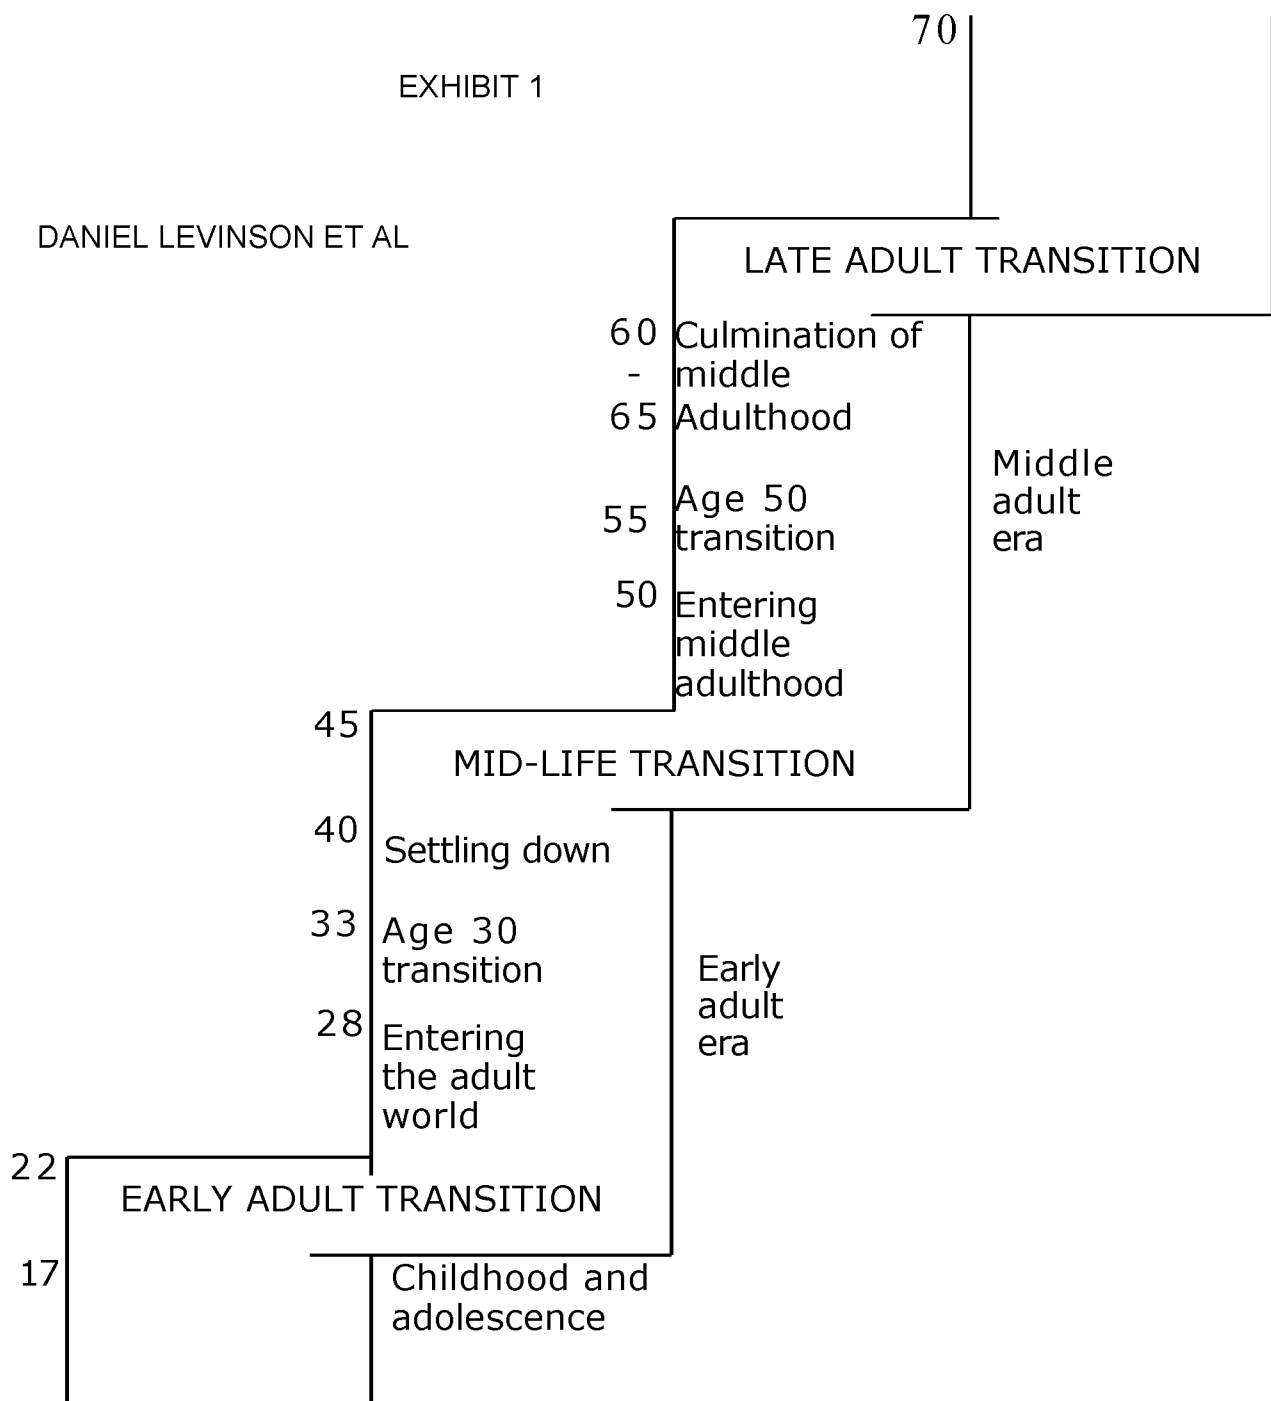 70
EXHIBIT 1
DANIEL LEVINSON ET AL
LATE ADULT TRANSITION
60 Culmination of
- middle
65 Adulthood
Middle
adult
era
Age 50
55 transition
50 Entering
middle
adulthood
45
MID-LIFE TRANSITION
40
Settling down
33 Age 30
transition
Early
adult
era
28 Entering
the adult
world
22
EARLY ADULT TRANSITION
17 Childhood and
adolescence